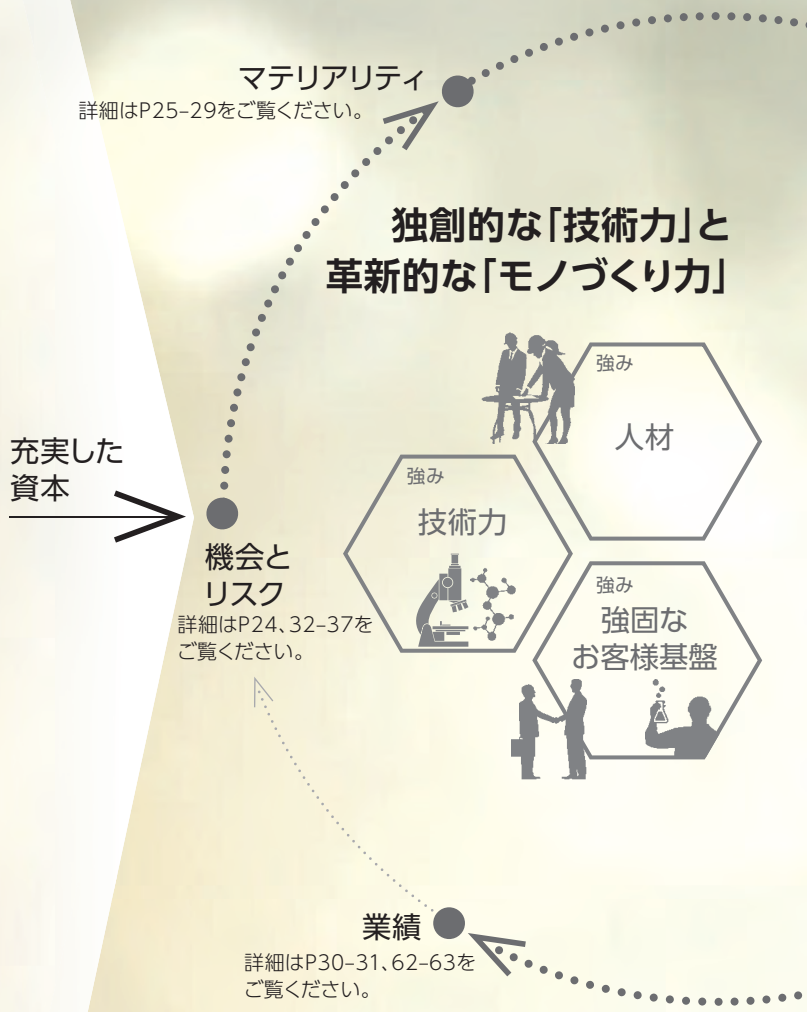 マテリアリティ
詳細はP25–29をご覧ください。
独創的な「技術力」と
革新的な「モノづくり力」
強み
人材
充実した
資本
強み
技術力
機会と
リスク
詳細はP24、32–37を
ご覧ください。
強み
強固な
お客様基盤
業績
詳細はP30–31、62–63を
ご覧ください。